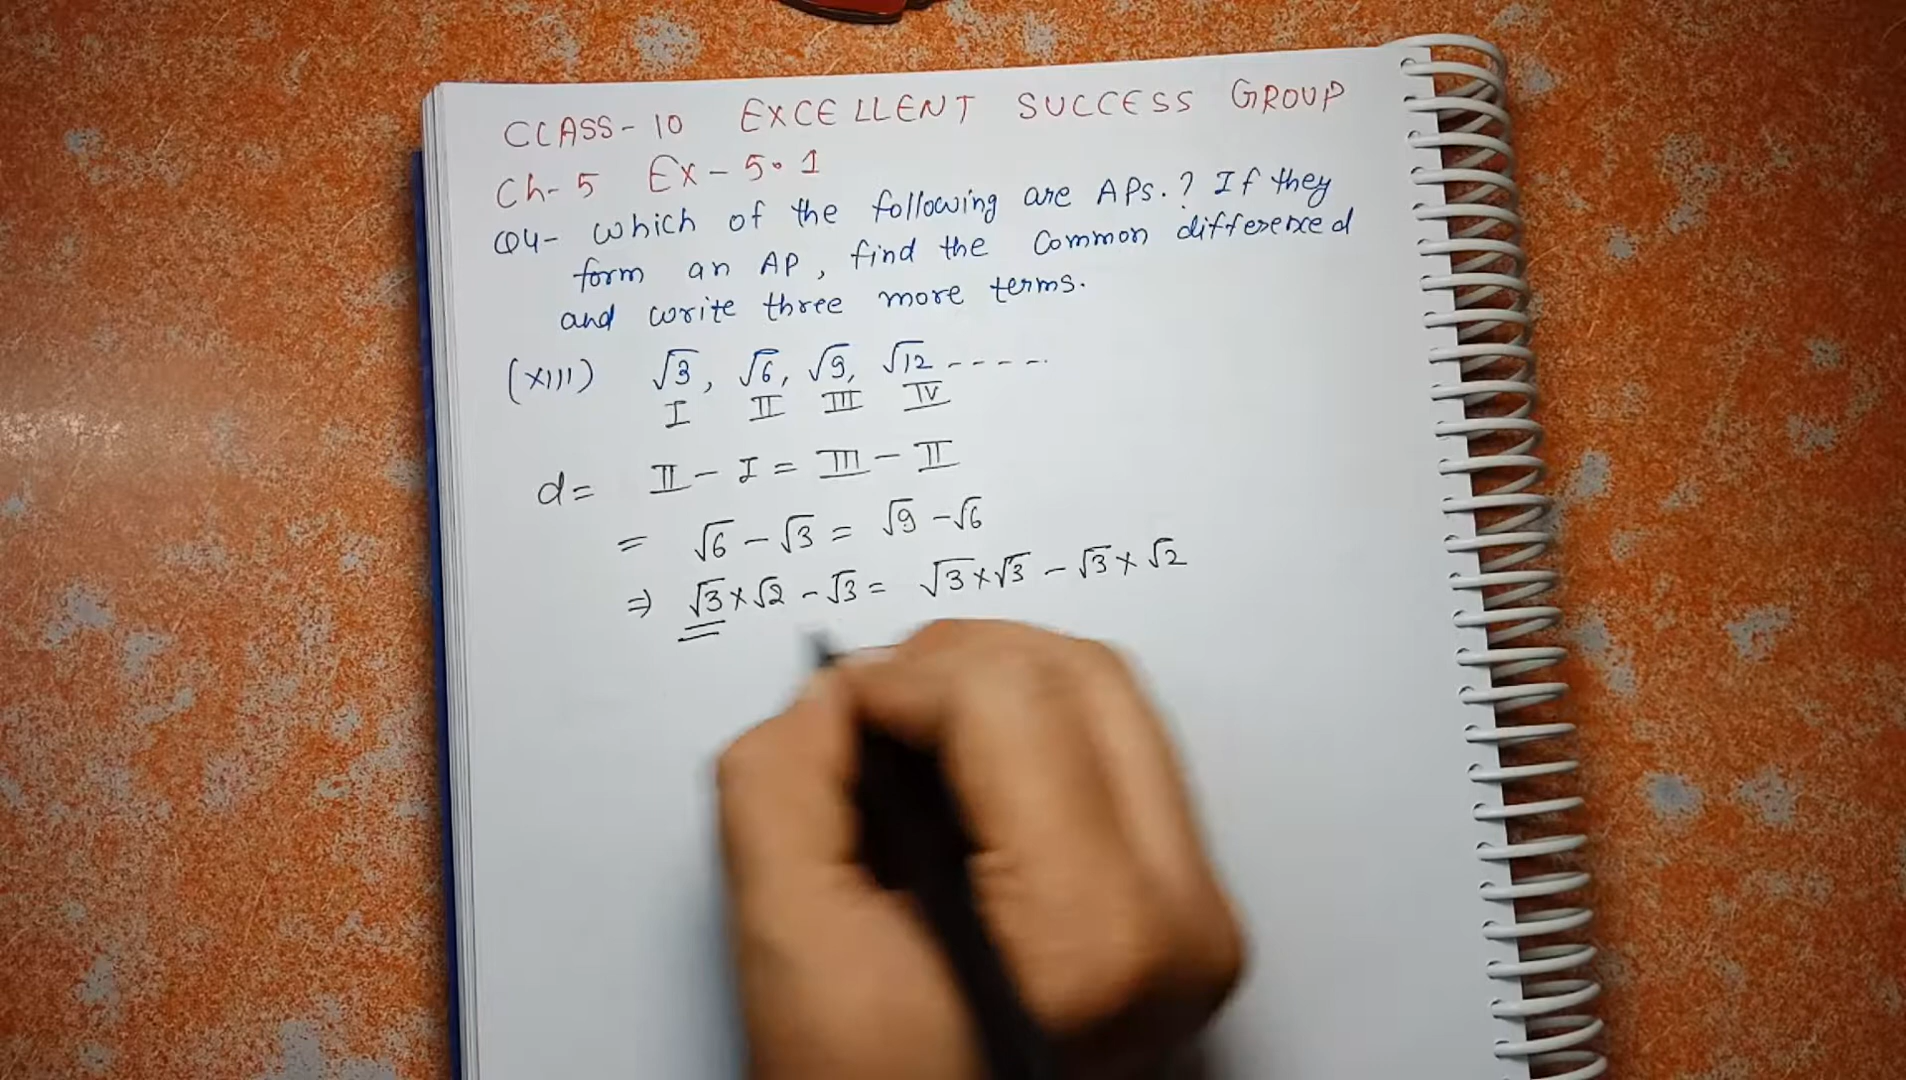 CLASS-10 EXCELLENT SUCCESS GROUP
Ch-5 Ex-5.1
Q4- Which of the following are APs.? If they
form an AP, find the Common difference d
and write three more terms.
(XIII) √3, √6, √9, √12 -----
I II III IV
d= II - I = III - II
= √6 - √3 = √9 - √6
⇒ √3 × √2 - √3 = √3 × √3 - √3 × √2